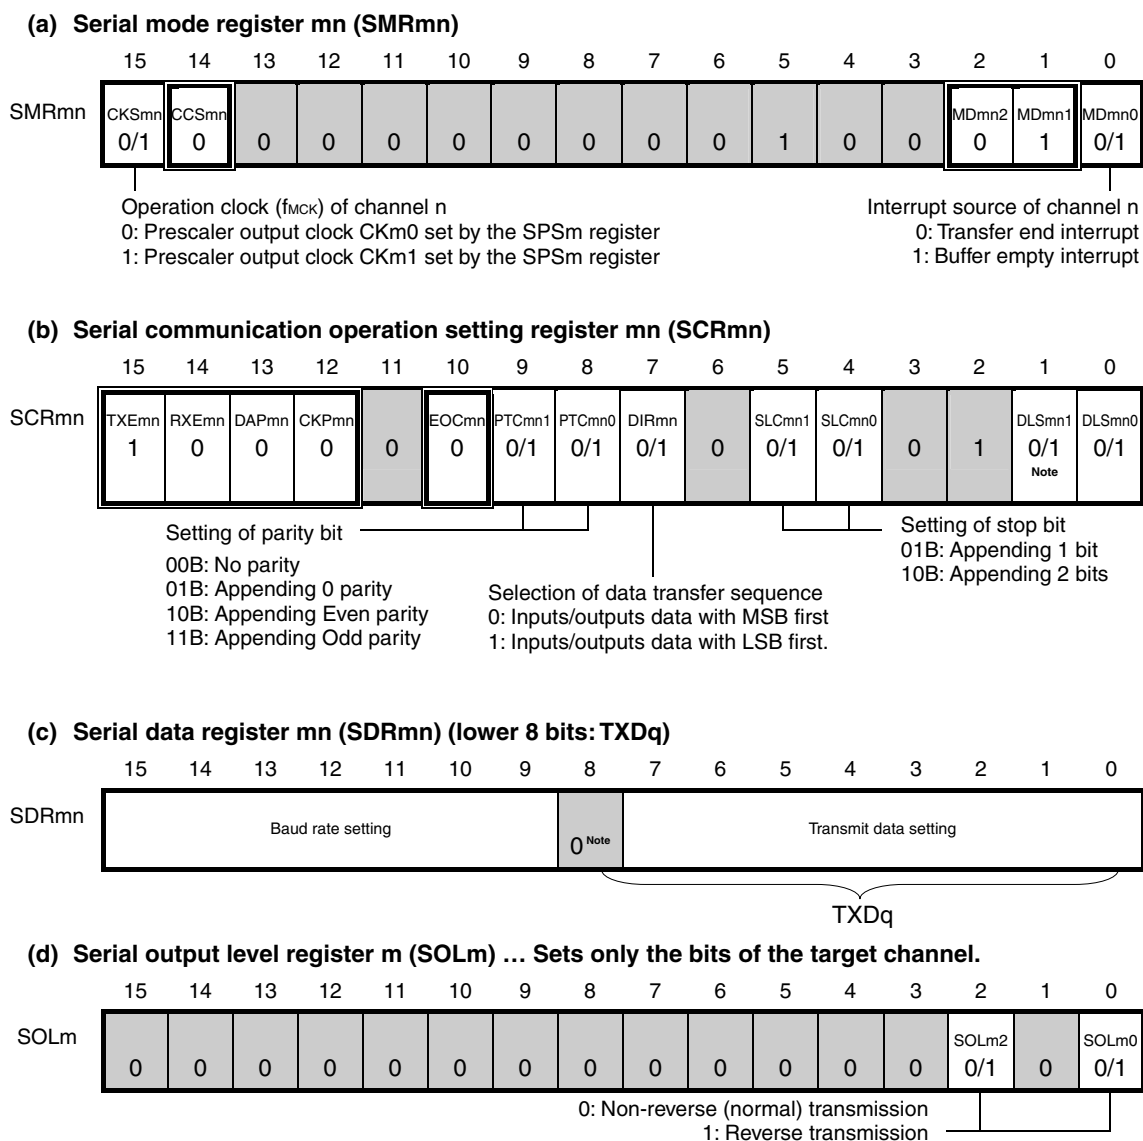 (a) Serial mode register mn (SMRmn)
15 14 13 12 11 10 9 8 7 6 5 4 3 2 1 0
SMRmn CKSmn CCSmn MDmn2 MDmn1 MDmn0
0/1 0 0 0 0 0 0 0 0 0 1 0 0 0 1 0/1
Operation clock (fMCK) of channel n
0: Prescaler output clock CKm0 set by the SPSm register
1: Prescaler output clock CKm1 set by the SPSm register
Interrupt source of channel n
0: Transfer end interrupt
1: Buffer empty interrupt
(b) Serial communication operation setting register mn (SCRmn)
15 14 13 12 11 10 9 8 7 6 5 4 3 2 1 0
SCRmn TXEmn RXEmn DAPmn CKPmn EOCmn PTCmn1 PTCmn0 DIRmn SLCmn1 SLCmn0 DLSmn1 DLSmn0
1 0 0 0 0 0 0/1 0/1 0/1 0 0/1 0/1 0 1 0/1 0/1
Note
Setting of parity bit
00B: No parity
01B: Appending 0 parity
10B: Appending Even parity
11B: Appending Odd parity
Selection of data transfer sequence
0: Inputs/outputs data with MSB first
1: Inputs/outputs data with LSB first.
Setting of stop bit
01B: Appending 1 bit
10B: Appending 2 bits
(c) Serial data register mn (SDRmn) (lower 8 bits: TXDq)
15 14 13 12 11 10 9 8 7 6 5 4 3 2 1 0
SDRmn Baud rate setting 0 Note Transmit data setting
TXDq
(d) Serial output level register m (SOLm) … Sets only the bits of the target channel.
15 14 13 12 11 10 9 8 7 6 5 4 3 2 1 0
SOLm SOLm2 SOLm0
0 0 0 0 0 0 0 0 0 0 0 0 0 0/1 0 0/1
0: Non-reverse (normal) transmission
1: Reverse transmission